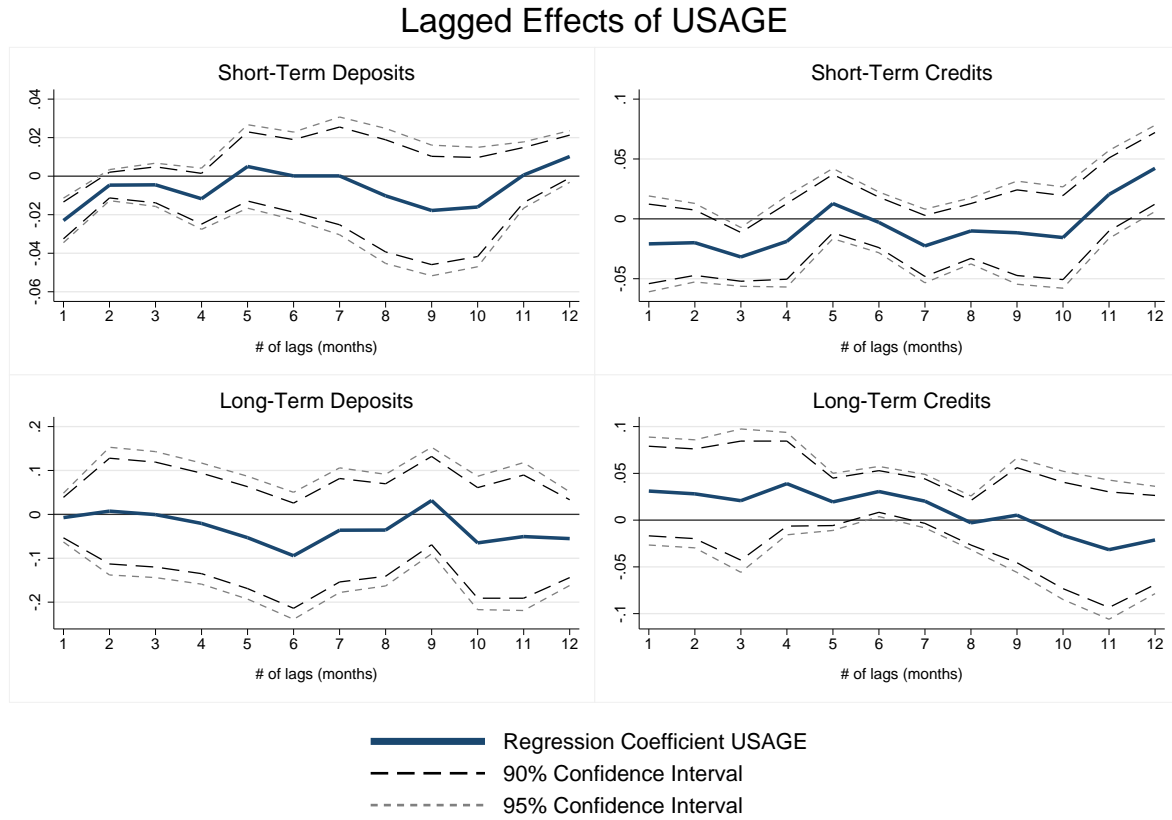 Lagged Effects of USAGE
Short-Term Deposits
.04
.02
0
-.02
-.04
-.06
1 2 3 4 5 6 7 8 9 10 11 12
# of lags (months)
Short-Term Credits
.1
.05
0
-.05
1 2 3 4 5 6 7 8 9 10 11 12
# of lags (months)
Long-Term Deposits
.2
.1
0
-.1
-.2
1 2 3 4 5 6 7 8 9 10 11 12
# of lags (months)
Long-Term Credits
.1
.05
0
-.05
-.1
1 2 3 4 5 6 7 8 9 10 11 12
# of lags (months)
Regression Coefficient USAGE
90% Confidence Interval
95% Confidence Interval